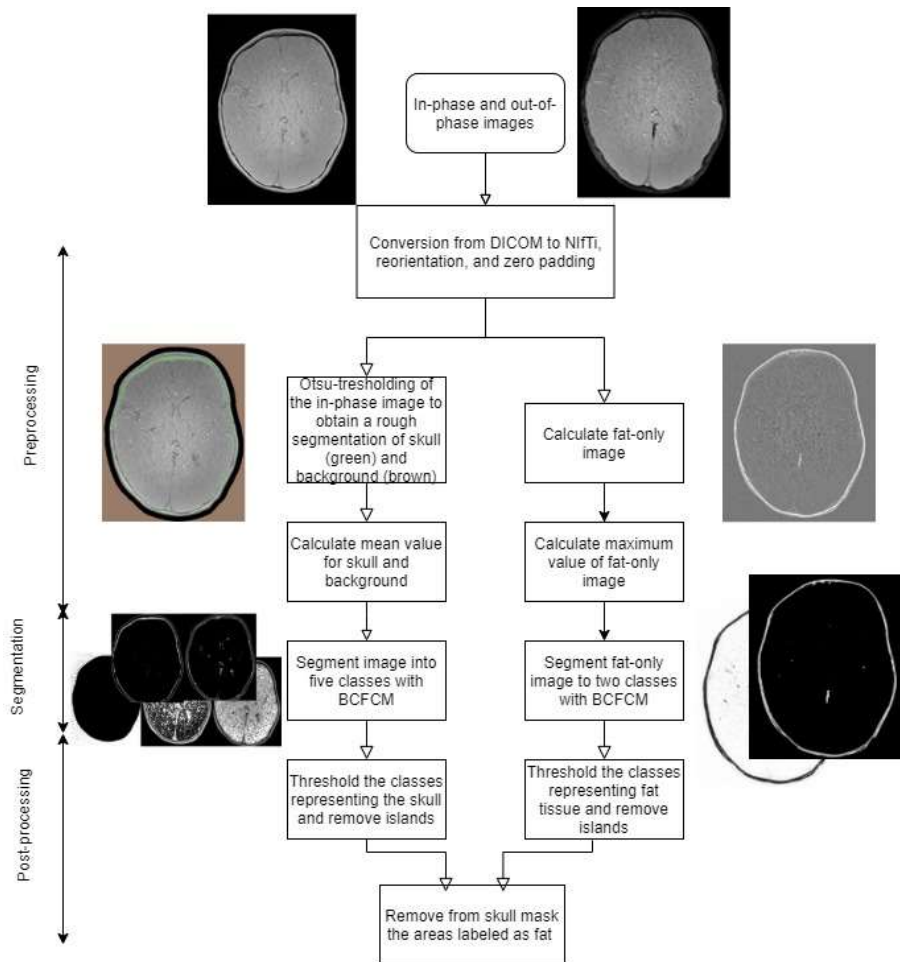 In-phase and out-of-
phase images
Conversion from DICOM to NIfTi,
reorientation, and zero padding
Preprocessing
Otsu-tresholding of
the in-phase image to
obtain a rough
segmentation of skull
(green) and
background (brown)
Calculate fat-only
image
Calculate mean value
for skull and
background
Calculate maximum
value of fat-only
image
Segmentation
Segment image into
five classes with
BCFCM
Segment fat-only
image to two classes
with BCFCM
Post-processing
Threshold the classes
representing the skull
and remove islands
Threshold the classes
representing fat
tissue and remove
islands
Remove from skull mask
the areas labeled as fat